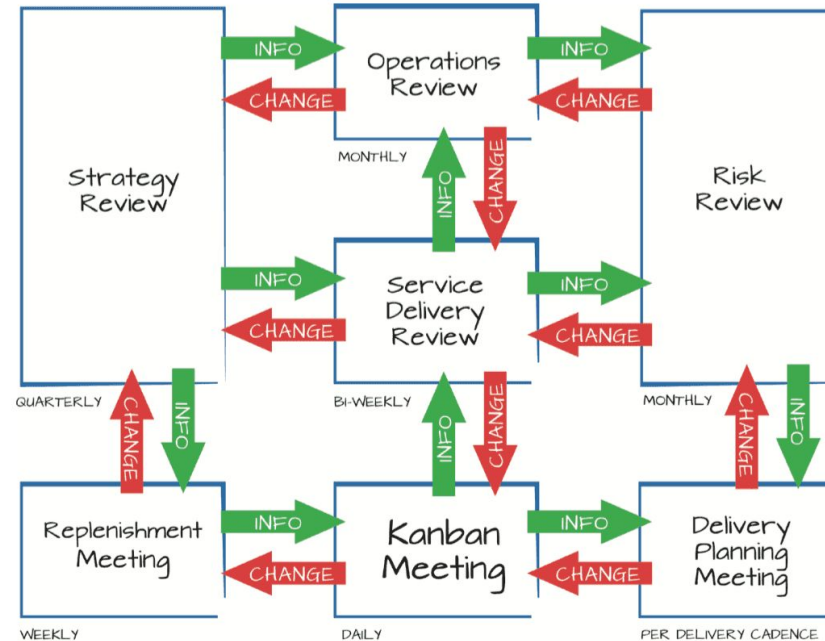 INFO
Operations
Review
INFO
CHANGE
CHANGE
MONTHLY
Strategy
Review
INFO
CHANGE
Risk
Review
INFO
Service
Delivery
Review
INFO
CHANGE
CHANGE
QUARTERLY
BI-WEEKLY
MONTHLY
CHANGE
INFO
INFO
CHANGE
CHANGE
INFO
Replenishment
Meeting
INFO
Kanban
Meeting
INFO
Delivery
Planning
Meeting
CHANGE
CHANGE
WEEKLY
DAILY
PER DELIVERY CADENCE